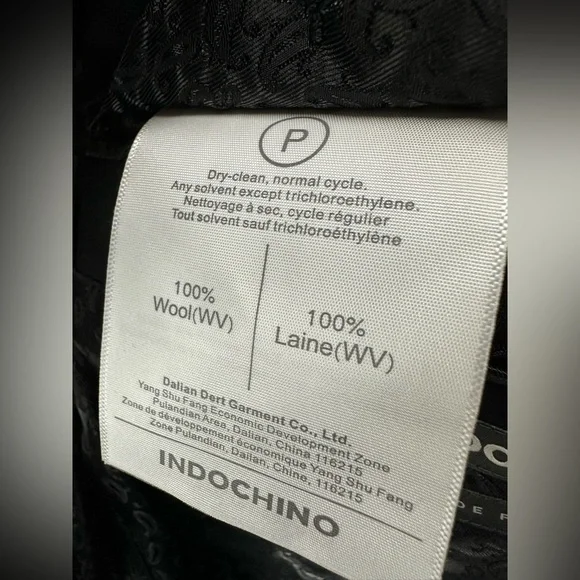 P
Dry-clean, normal cycle.
Any solvent except trichloroethylene.
Nettoyage à sec, cycle régulier
Tout solvent sauf trichloroéthylène
100%
Wool(WV)
100%
Laine(WV)
Dalian Dert Garment Co., Ltd.
Yang Shu Fang Economic Development Zone
Pulandian Area, Dalian, China 116215
Zone de développement économique Yang Shu Fang
Zone Pulandian, Dalian, Chine, 116215
INDOCHINO